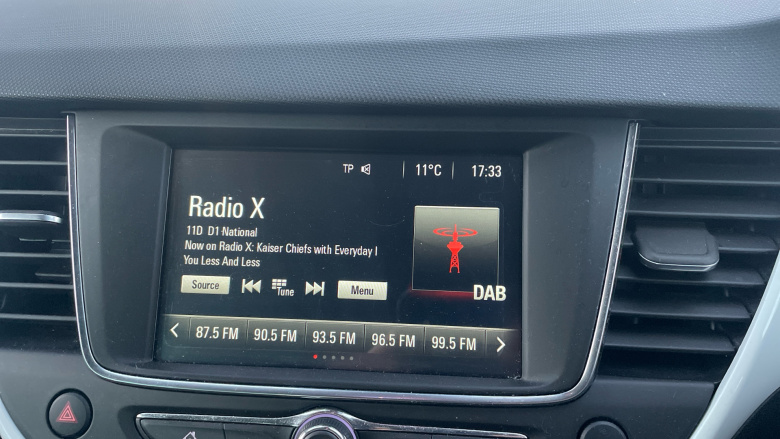 TP 11°C 17:33
Radio X
11D D1 National
Now on Radio X: Kaiser Chiefs with Everyday I
You Less And Less
Source Tune Menu
DAB
87.5 FM 90.5 FM 93.5 FM 96.5 FM 99.5 FM